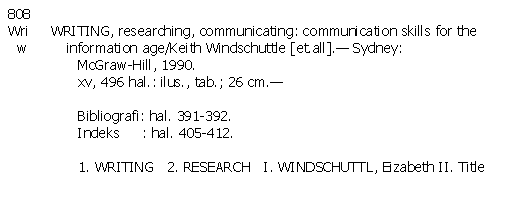 808
Wri WRITING, researching, communicating: communication skills for the
w information age/Keith Windschuttle [et.all].— Sydney:
McGraw-Hill, 1990.
xv, 496 hal.: ilus., tab.; 26 cm.—
Bibliografi: hal. 391-392.
Indeks : hal. 405-412.
1. WRITING 2. RESEARCH I. WINDSCHUTTL, Elizabeth II. Title